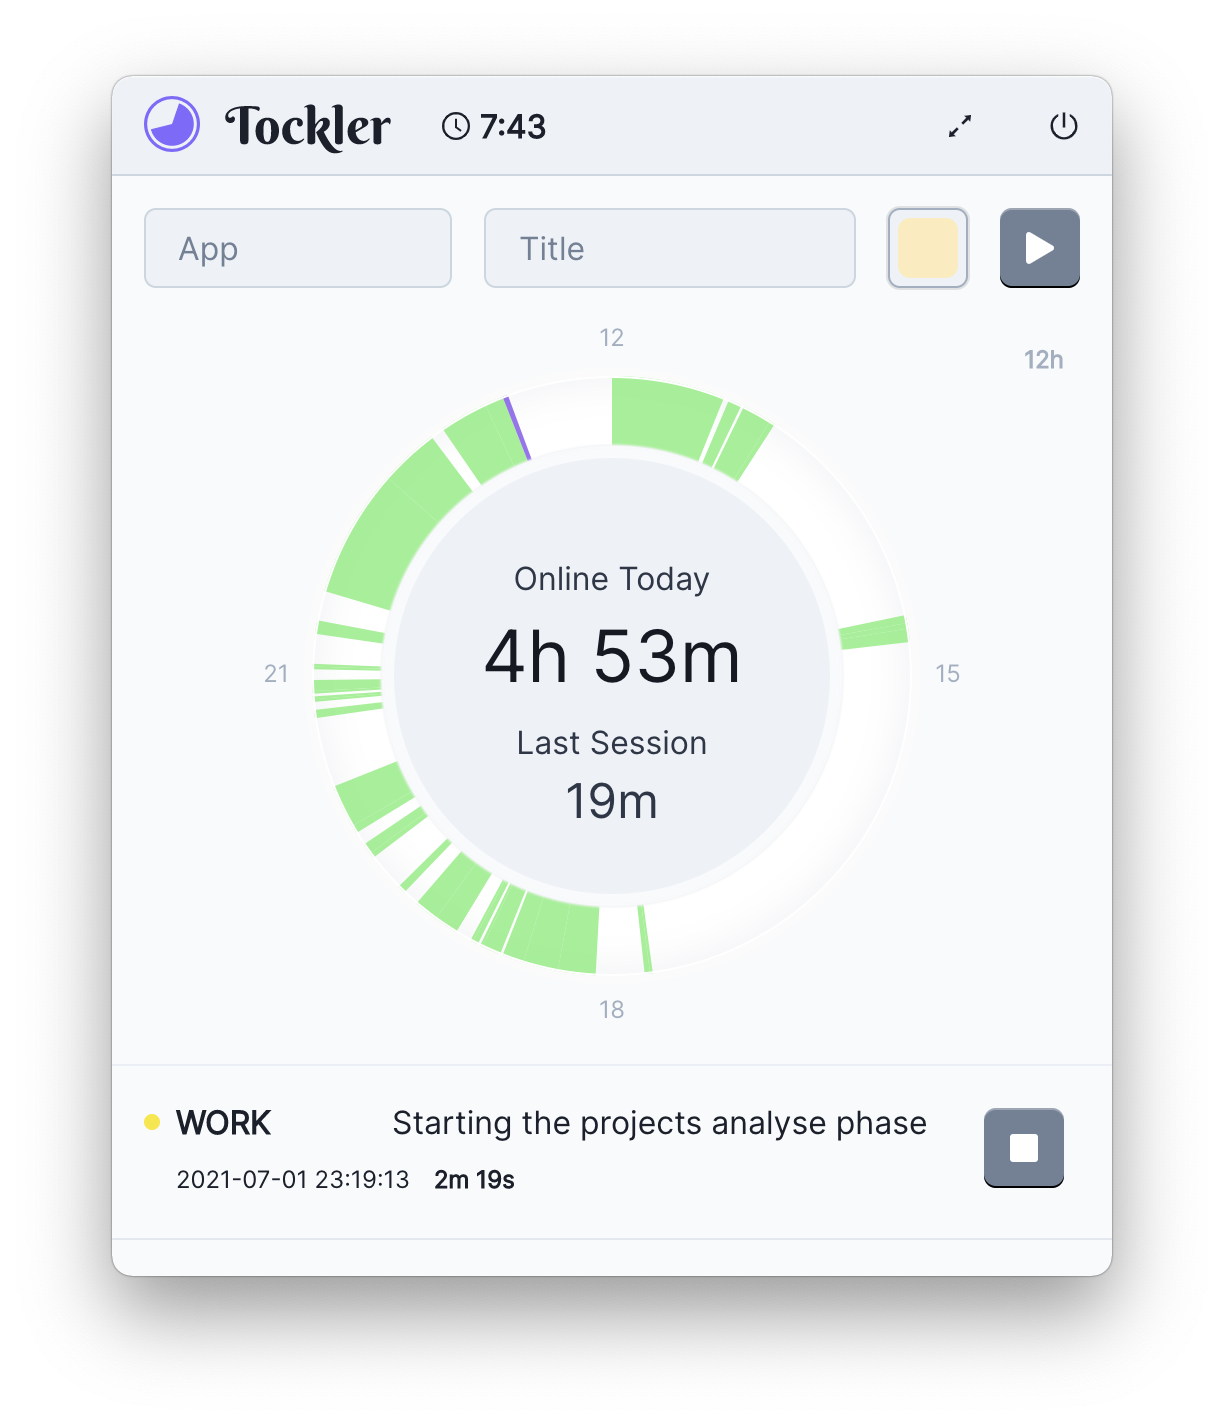 Tockler 7:43
App Title
12
12h
21 15
Online Today
4h 53m
Last Session
19m
18
WORK Starting the projects analyse phase
2021-07-01 23:19:13 2m 19s